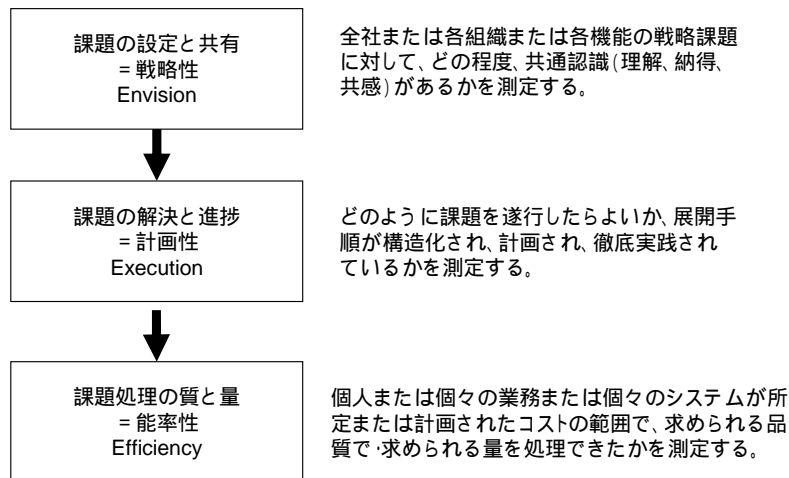 課題の設定と共有
= 戦略性
Envision
全社または各組織または各機能の戦略課題
に対して、どの程度、共通認識(理解、納得、
共感)があるかを測定する。
課題の解決と進捗
= 計画性
Execution
どのように課題を遂行したらよいか、展開手
順が構造化され、計画され、徹底実践され
ているかを測定する。
課題処理の質と量
= 能率性
Efficiency
個人または個々の業務または個々のシステムが所
定または計画されたコストの範囲で、求められる品
質で・求められる量を処理できたかを測定する。